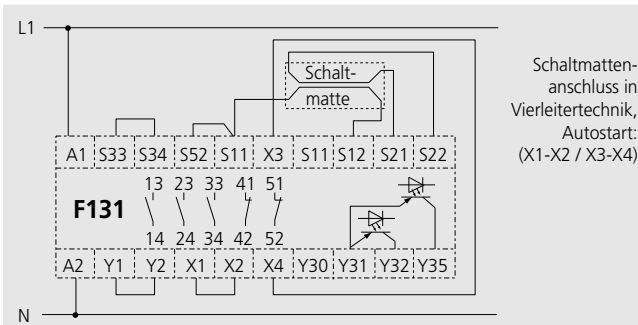 L1
Schalt-
matte
Schaltmatten-
anschluss in
Vierleitertechnik,
Autostart:
(X1-X2 / X3-X4)
A1 S33 S34 S52 S11 X3 S11 S12 S21 S22
13 23 33 41 51
F131
14 24 34 42 52
A2 Y1 Y2 X1 X2 X4 Y30 Y31 Y32 Y35
N